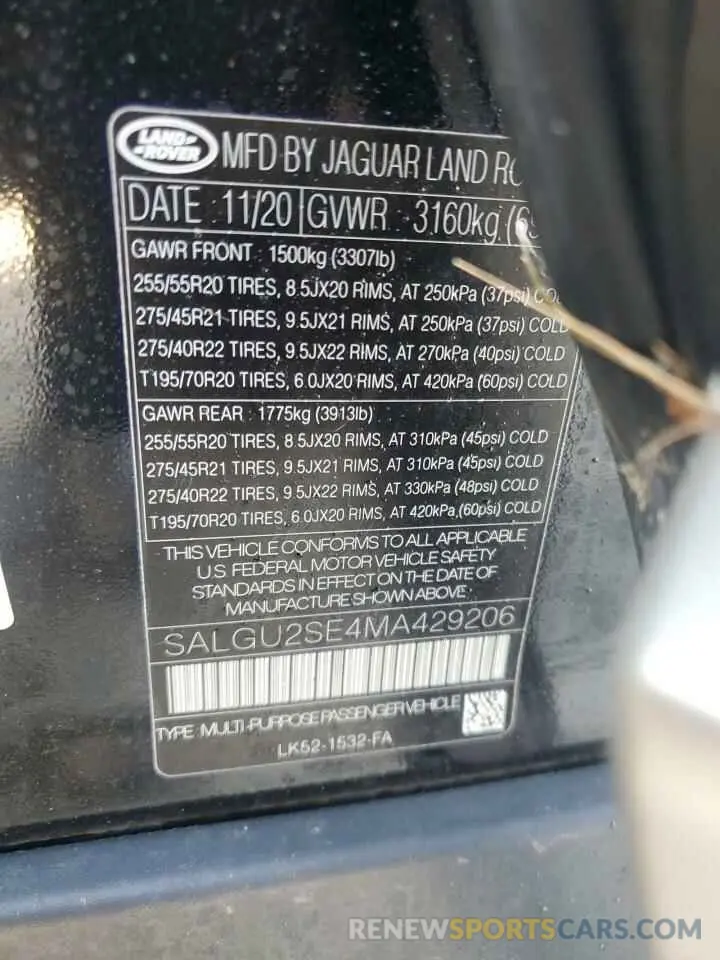 LAND ROVER MFD BY JAGUAR LAND
DATE 11/20 GVWR 3160kg
GAWR FRONT 1500kg (3307lb)
255/55R20 TIRES, 8.5JX20 RIMS, AT 250kPa (37psi)
275/45R21 TIRES, 9.5JX21 RIMS, AT 250kPa (37psi) COLD
275/40R22 TIRES, 9.5JX22 RIMS, AT 270kPa (40psi) COLD
T195/70R20 TIRES, 6.0JX20 RIMS, AT 420kPa (60psi) COLD
GAWR REAR 1775kg (3913lb)
255/55R20 TIRES, 8.5JX20 RIMS, AT 310kPa (45psi) COLD
275/45R21 TIRES, 9.5JX21 RIMS, AT 310kPa (45psi) COLD
275/40R22 TIRES, 9.5JX22 RIMS, AT 330kPa (48psi) COLD
T195/70R20 TIRES, 6.0JX20 RIMS, AT 420kPa,(60psi) COLD
THIS VEHICLE CONFORMS TO ALL APPLICABLE
U.S. FEDERAL MOTOR VEHICLE SAFETY
STANDARDS IN EFFECT ON THE DATE OF
MANUFACTURE SHOWN ABOVE
SALGU2SE4MA429206
TYPE MULTI-PURPOSE PASSENGER VEHICLE
LK52-1532-FA
RENEWSPORTSCARS.COM